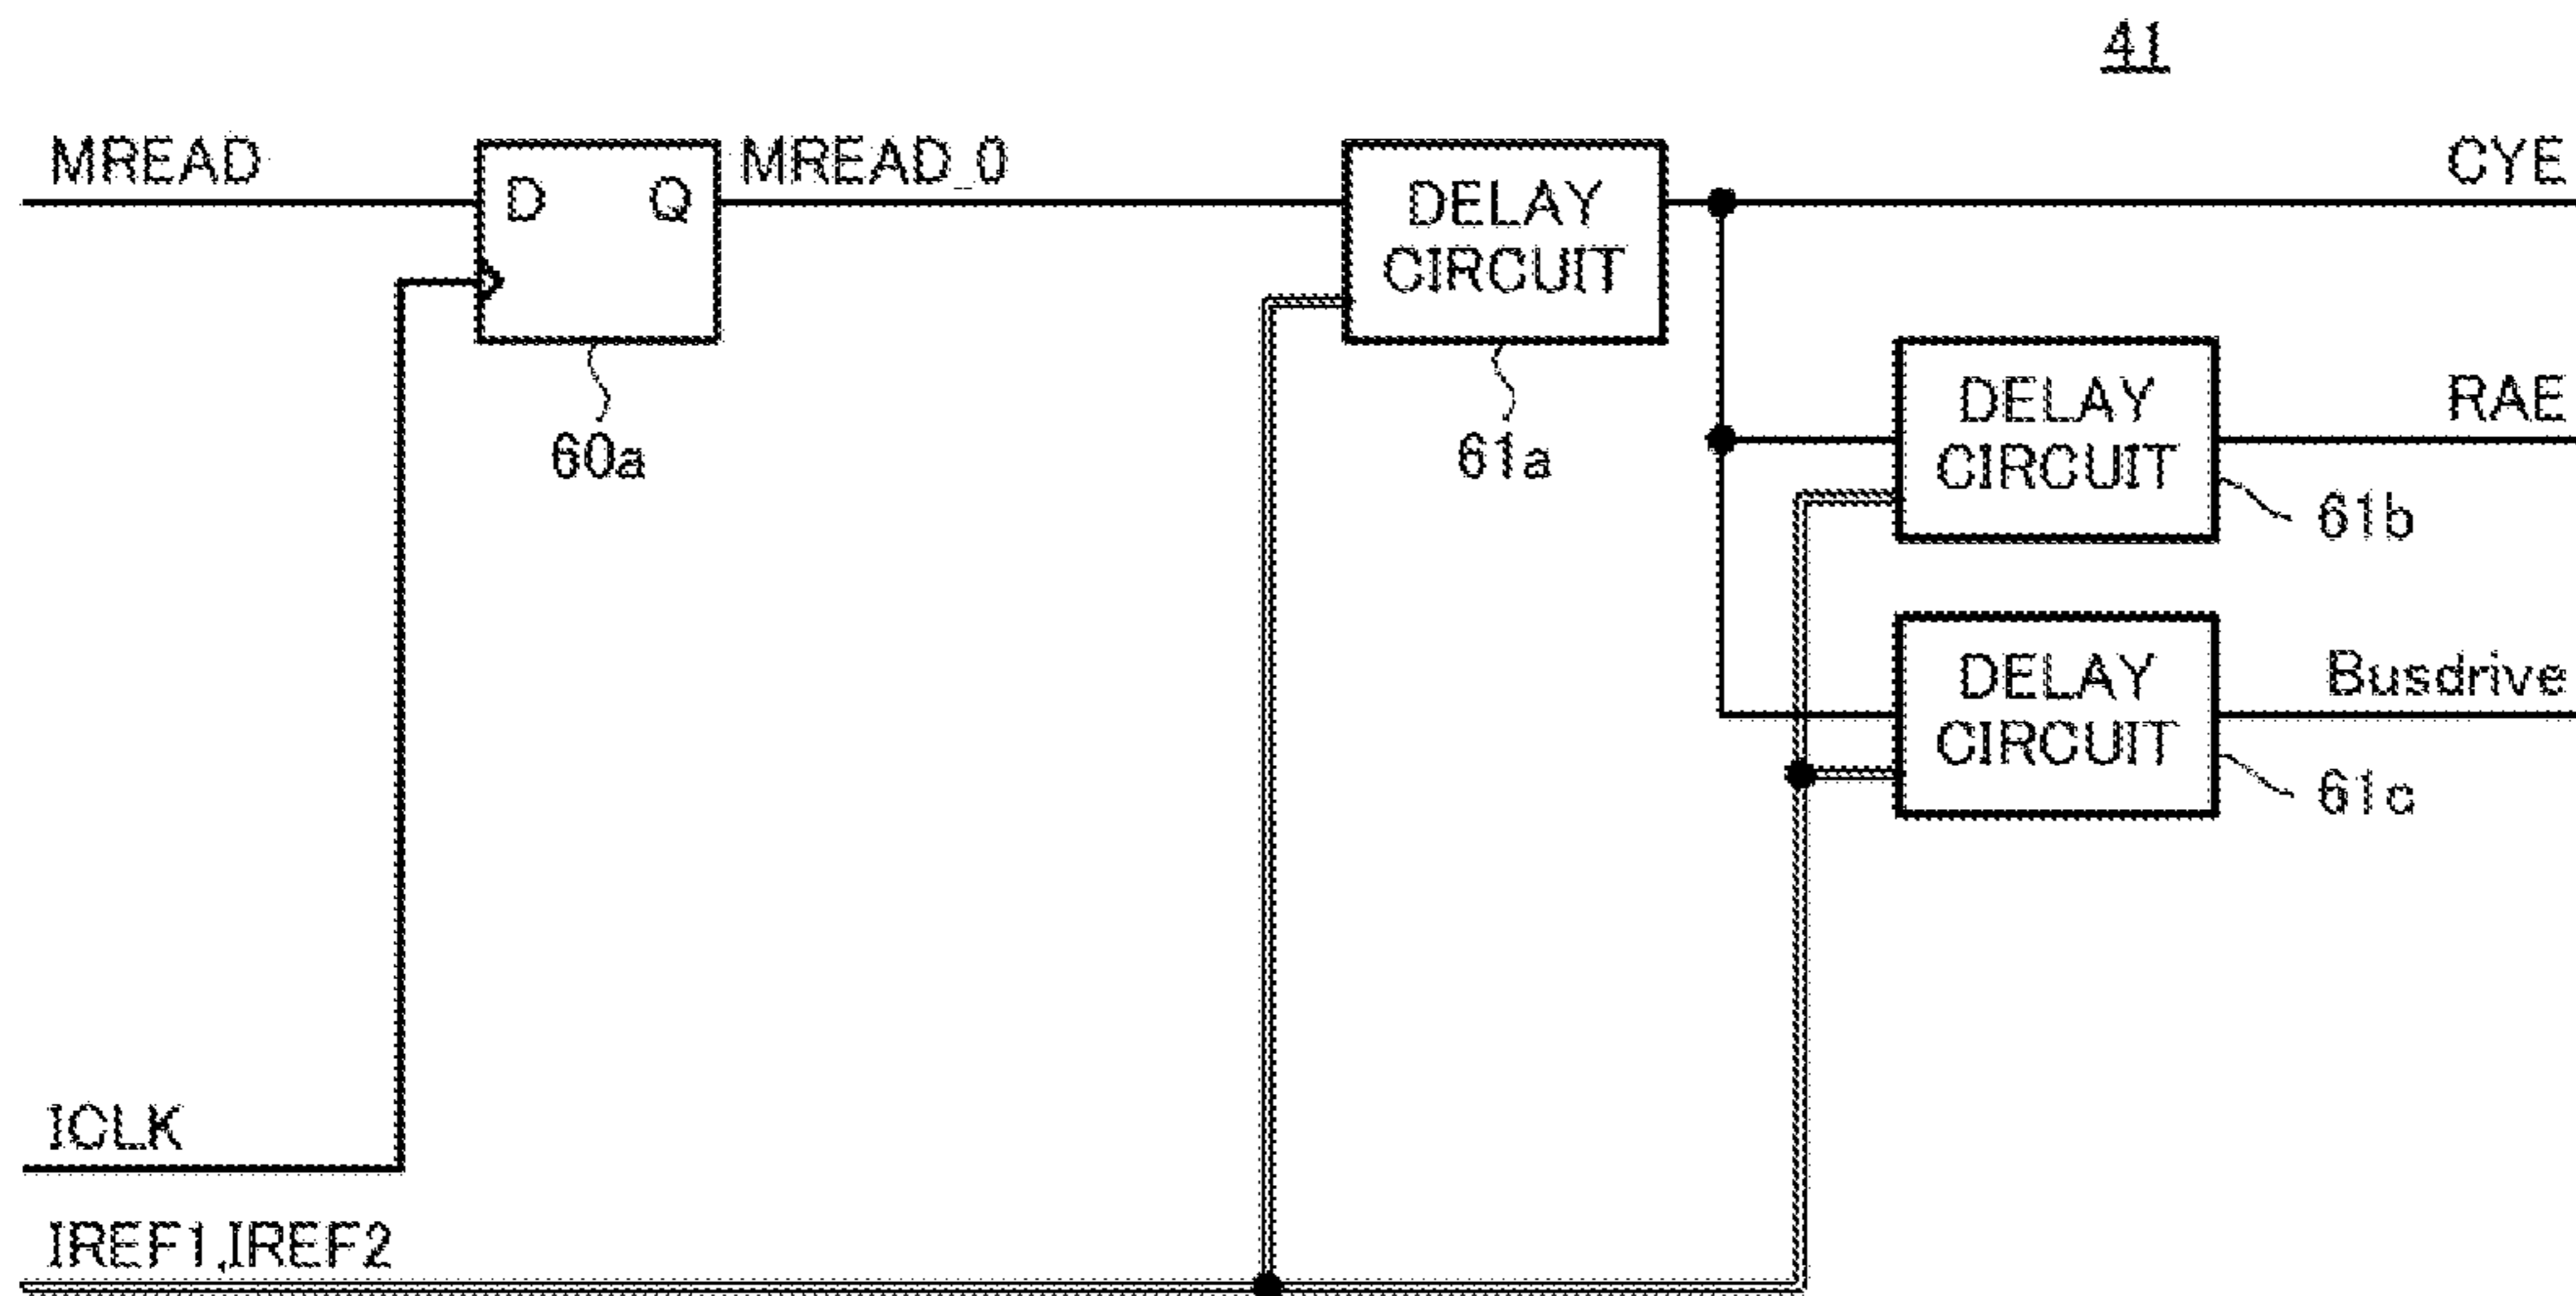 41
MREAD
D
Q
MREAD_0
DELAY
CIRCUIT
CYE
60a
61a
DELAY
CIRCUIT
RAE
61b
DELAY
CIRCUIT
Busdrive
61c
ICLK
IREF1,IREF2